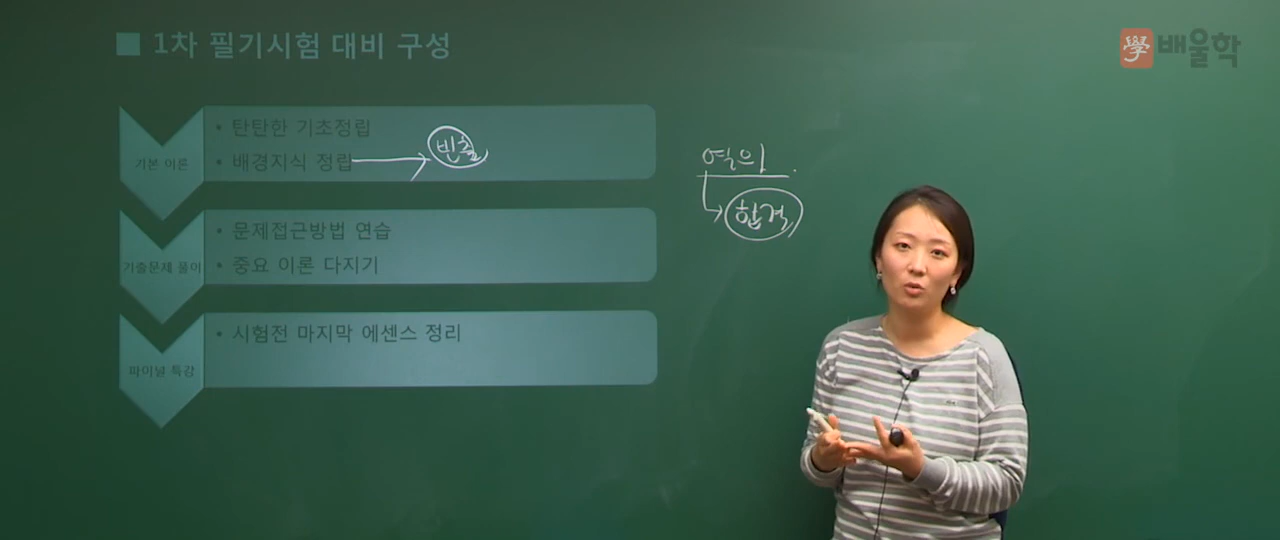 1차 필기시험 대비 구성
學 배울학
기본 이론
• 탄탄한 기초정립
• 배경지식 정립
빈출
열의
합격
기출문제 풀이
• 문제접근방법 연습
• 중요 이론 다지기
파이널 특강
• 시험전 마지막 에센스 정리